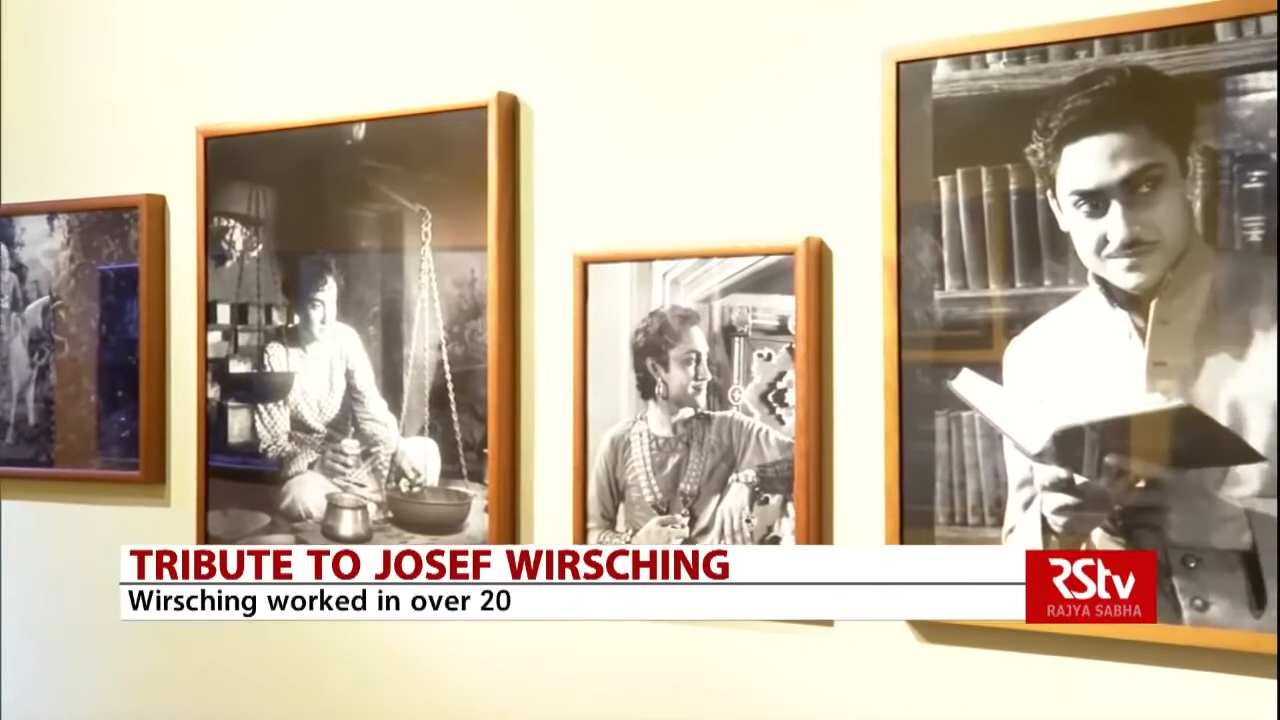 TRIBUTE TO JOSEF WIRSCHING
Wirsching worked in over 20
RSTV
RAJYA SABHA